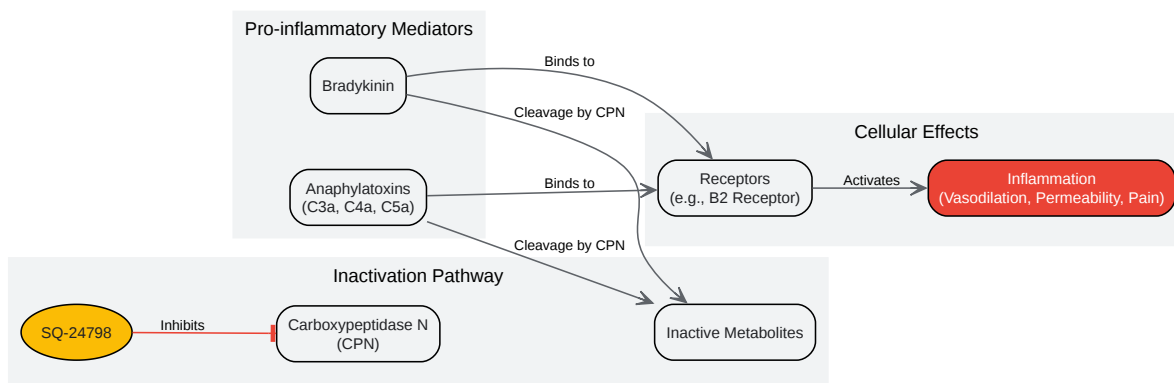 Pro-inflammatory Mediators
Bradykinin
Binds to
Cleavage by CPN
Cellular Effects
Anaphylatoxins
(C3a, C4a, C5a)
Binds to
Receptors
(e.g., B2 Receptor)
Activates
Inflammation
(Vasodilation, Permeability, Pain)
Cleavage by CPN
Inactivation Pathway
SQ-24798
Inhibits
Carboxypeptidase N
(CPN)
Inactive Metabolites